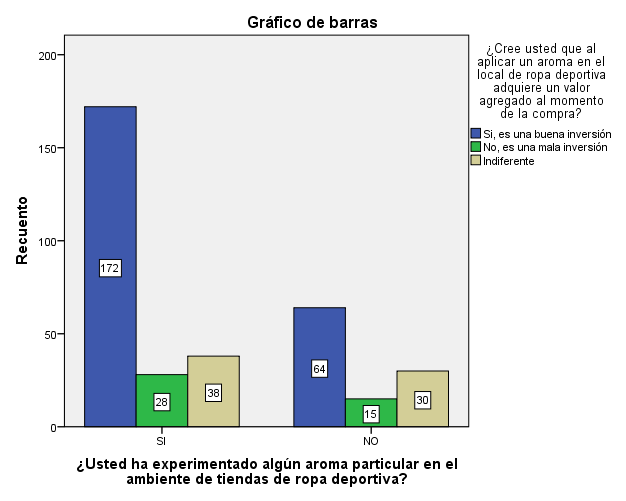 Gráfico de barras
¿Cree usted que al
aplicar un aroma en el
local de ropa deportiva
adquiere un valor
agregado al momento
de la compra?
Si, es una buena inversión
No, es una mala inversión
Indiferente
Recuento
200
150
100
50
0
172
28
38
64
15
30
SI
NO
¿Usted ha experimentado algún aroma particular en el
ambiente de tiendas de ropa deportiva?